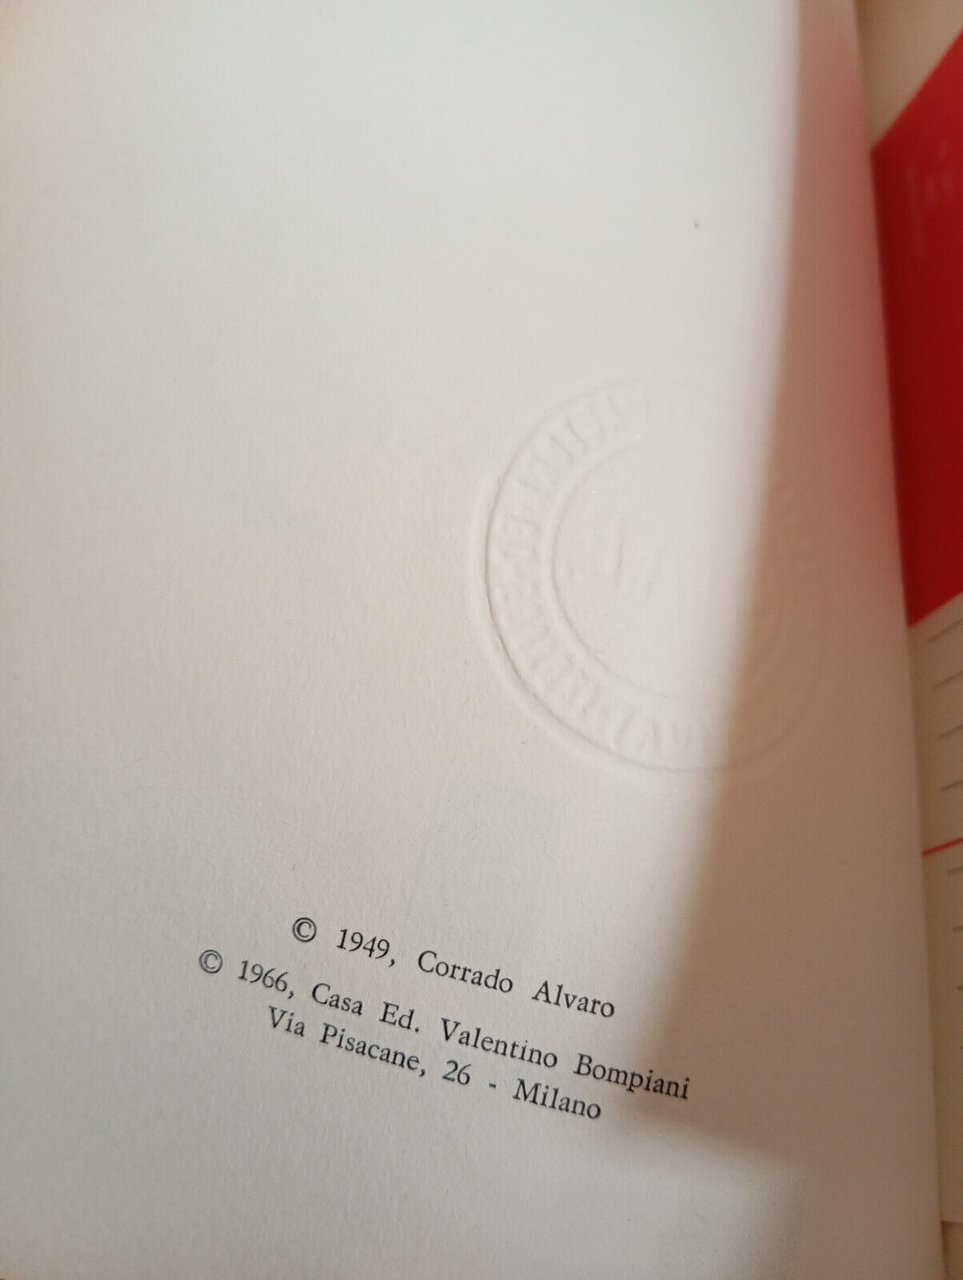 © 1949, Corrado Alvaro
© 1966, Casa Ed. Valentino Bompiani
Via Pisacane, 26 - Milano